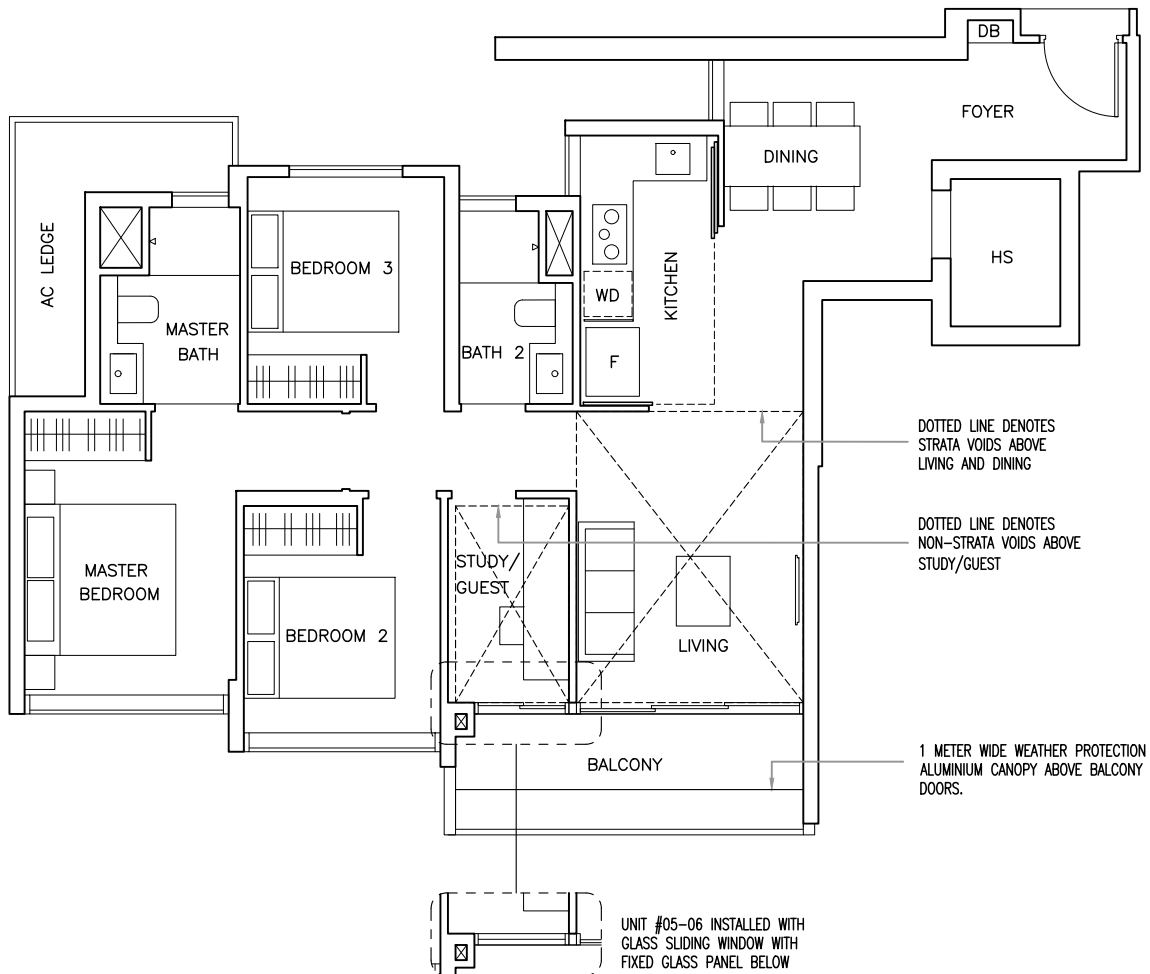 DB
FOYER
DINING
HS
AC LEDGE
BEDROOM 3
MASTER
BATH
BATH 2
WD
KITCHEN
F
DOTTED LINE DENOTES
STRATA VOIDS ABOVE
LIVING AND DINING
DOTTED LINE DENOTES
NON-STRATA VOIDS ABOVE
STUDY/GUEST
MASTER
BEDROOM
BEDROOM 2
STUDY/
GUEST
LIVING
BALCONY
1 METER WIDE WEATHER PROTECTION
ALUMINIUM CANOPY ABOVE BALCONY
DOORS.
UNIT #05-06 INSTALLED WITH
GLASS SLIDING WINDOW WITH
FIXED GLASS PANEL BELOW